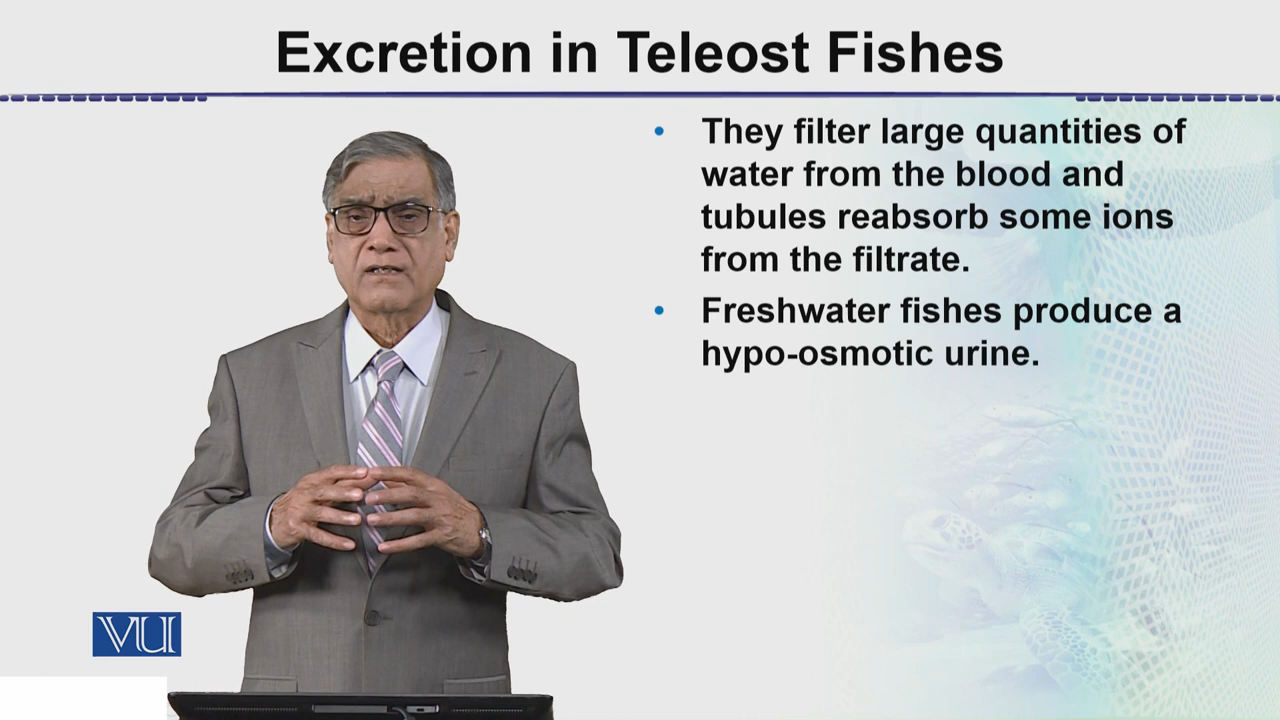 Excretion in Teleost Fishes
• They filter large quantities of
water from the blood and
tubules reabsorb some ions
from the filtrate.
• Freshwater fishes produce a
hypo-osmotic urine.
VU